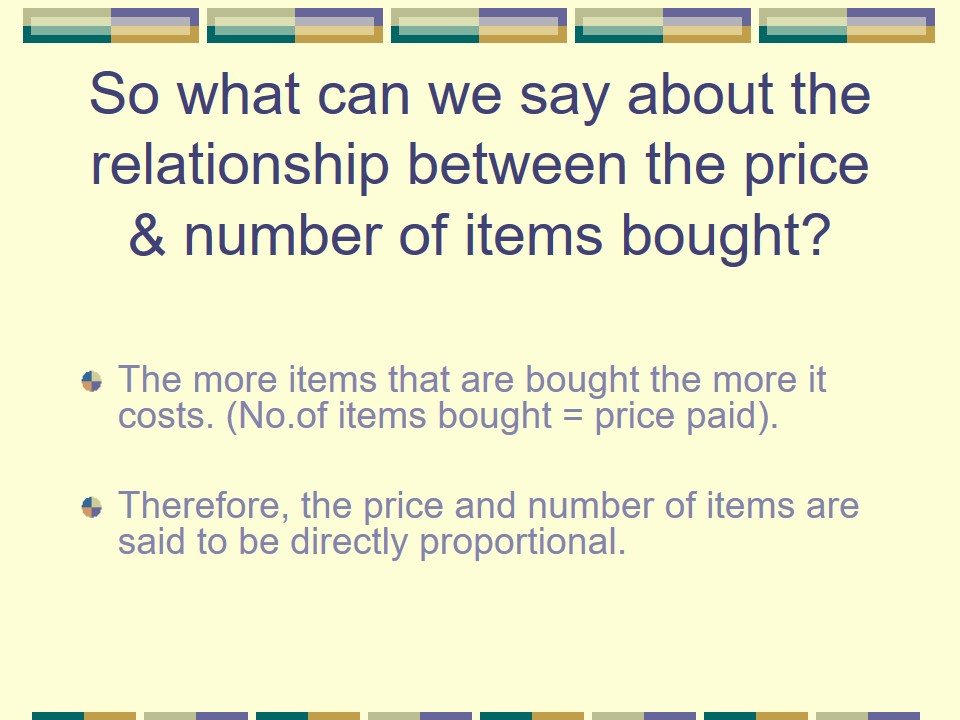 So what can we say about the
relationship between the price
& number of items bought?
The more items that are bought the more it
costs. (No.of items bought = price paid).
Therefore, the price and number of items are
said to be directly proportional.